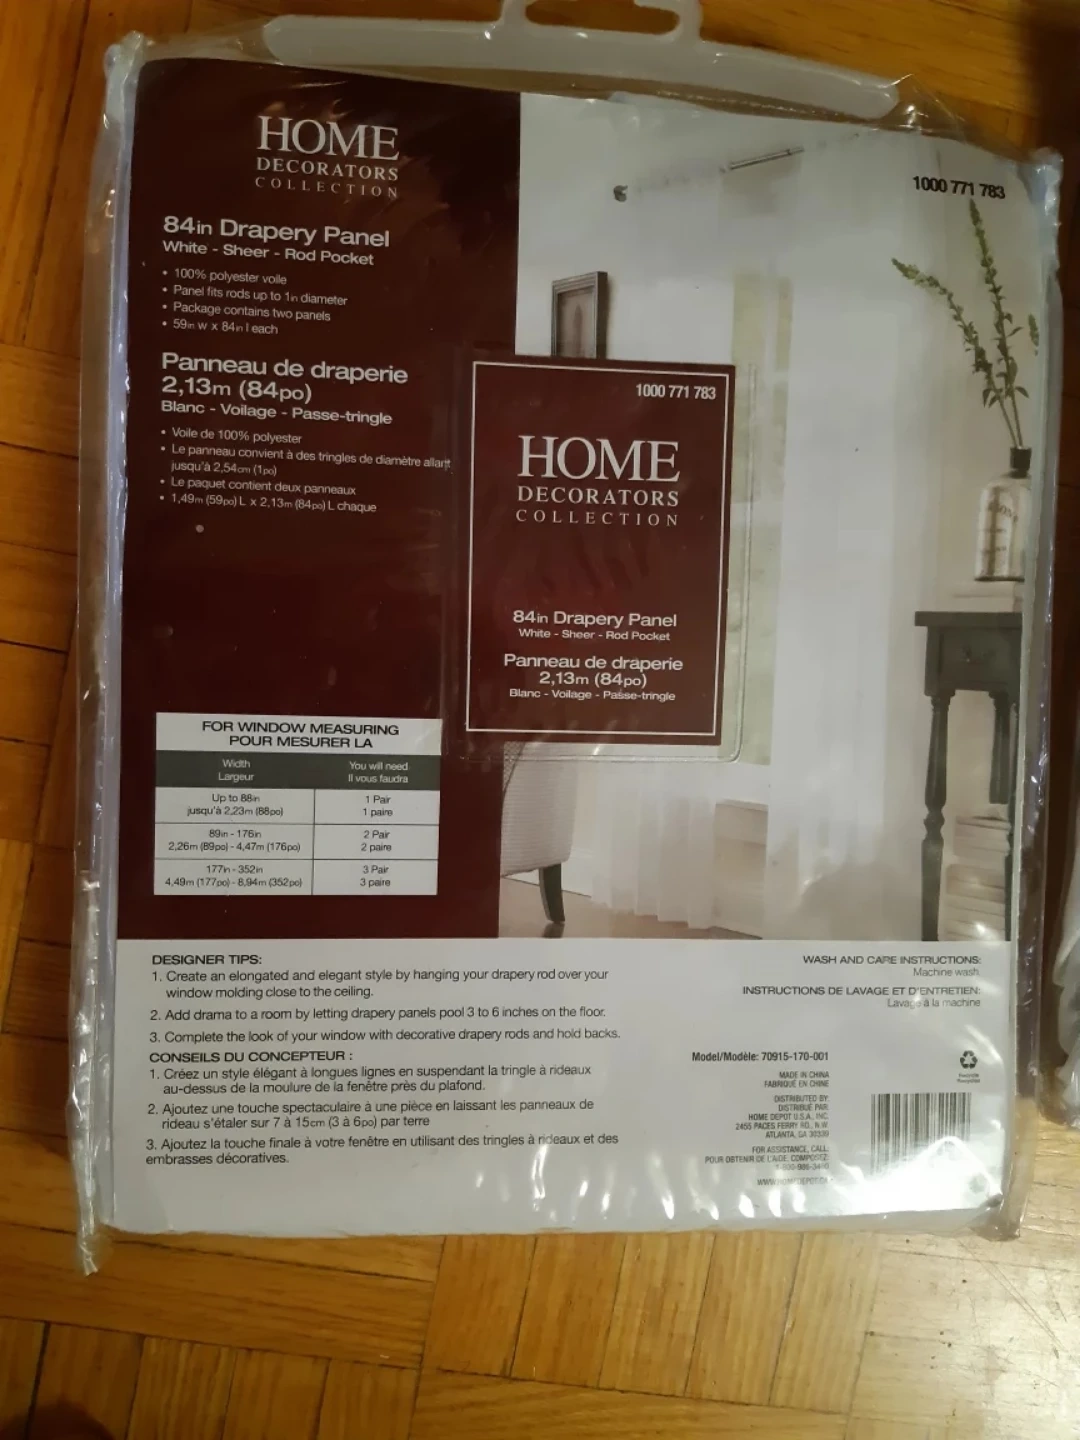 HOME
DECORATORS
COLLECTION
84in Drapery Panel
White - Sheer - Rod Pocket
• 100% polyester voile
• Panel fits rods up to 1in diameter
• Package contains two panels
• 59in w x 84in l each
Panneau de draperie
2,13m (84po)
Blanc - Voilage - Passe-tringle
• Voile de 100% polyester
• Le panneau convient à des tringles de diamètre allant
jusqu'à 2,54cm (1po)
• Le paquet contient deux panneaux
• 1,49m (59po) L x 2,13m (84po) L chaque
1000 771 783
1000 771 783
HOME
DECORATORS
COLLECTION
84in Drapery Panel
White - Sheer - Rod Pocket
Panneau de draperie
2,13m (84po)
Blanc - Voilage - Passe-tringle
FOR WINDOW MEASURING
POUR MESURER LA
Width
Largeur
You will need
Il vous faudra
Up to 88in
jusqu'à 2,23m (88po)
1 Pair
1 paire
89in - 176in
2,26m (89po) - 4,47m (176po)
2 Pair
2 paire
177in - 352in
4,49m (177po) - 8,94m (352po)
3 Pair
3 paire
DESIGNER TIPS:
1. Create an elongated and elegant style by hanging your drapery rod over your
window molding close to the ceiling.
2. Add drama to a room by letting drapery panels pool 3 to 6 inches on the floor.
3. Complete the look of your window with decorative drapery rods and hold backs.
CONSEILS DU CONCEPTEUR :
1. Créez un style élégant à longues lignes en suspendant la tringle à rideaux
au-dessus de la moulure de la fenêtre près du plafond.
2. Ajoutez une touche spectaculaire à une pièce en laissant les panneaux de
rideau s'étaler sur 7 à 15cm (3 à 6po) par terre
3. Ajoutez la touche finale à votre fenêtre en utilisant des tringles à rideaux et des
embrasses décoratives.
WASH AND CARE INSTRUCTIONS:
Machine wash.
INSTRUCTIONS DE LAVAGE ET D'ENTRETIEN:
Lavage à la machine
Model/Modèle: 70915-170-001
MADE IN CHINA
FABRIQUÉ EN CHINE
DISTRIBUTED BY:
DISTRIBUÉ PAR:
HOME DEPOT U.S.A., INC.
2455 PACES FERRY RD., N.W.
ATLANTA, GA 30339
FOR ASSISTANCE, CALL:
POUR OBTENIR DE L'AIDE, COMPOSEZ:
WWW.HOMEDEPOT.CA